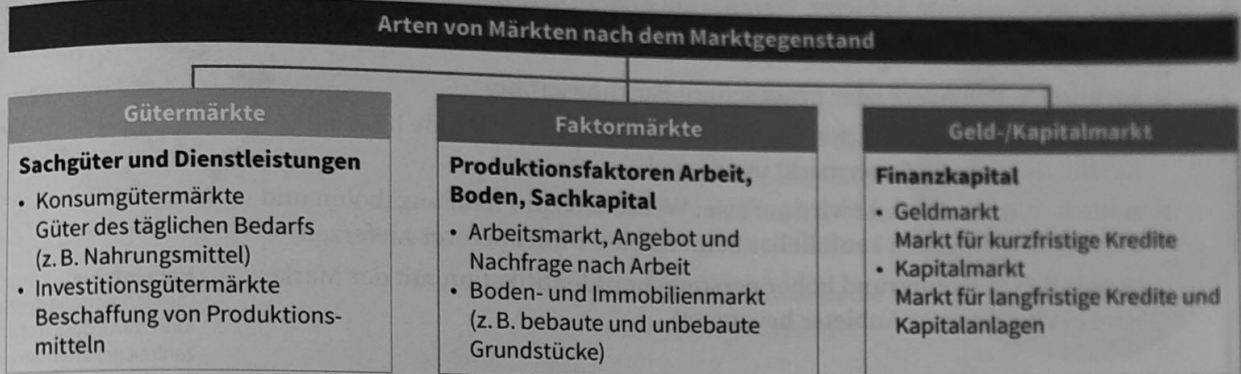 Arten von Märkten nach dem Marktgegenstand
Gütermärkte
Sachgüter und Dienstleistungen
• Konsumgütermärkte
Güter des täglichen Bedarfs
(z. B. Nahrungsmittel)
• Investitionsgütermärkte
Beschaffung von Produktions-
mitteln
Faktormärkte
Produktionsfaktoren Arbeit,
Boden, Sachkapital
• Arbeitsmarkt, Angebot und
Nachfrage nach Arbeit
• Boden- und Immobilienmarkt
(z. B. bebaute und unbebaute
Grundstücke)
Geld-/Kapitalmarkt
Finanzkapital
• Geldmarkt
Markt für kurzfristige Kredite
• Kapitalmarkt
Markt für langfristige Kredite und
Kapitalanlagen